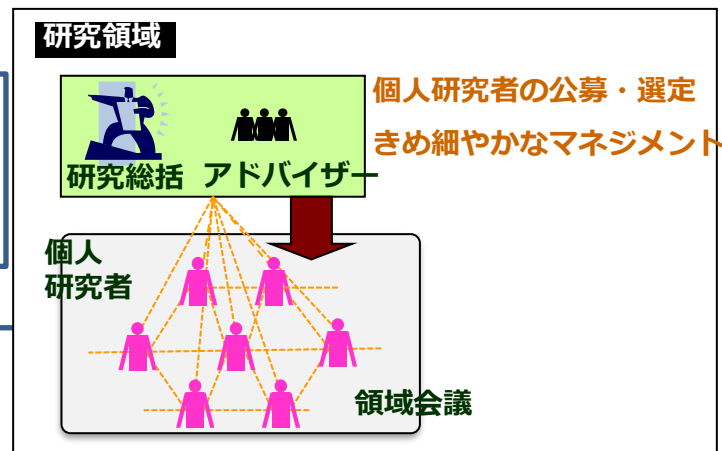 研究領域
個人研究者の公募・選定
きめ細やかなマネジメント
研究総括 アドバイザー
個人
研究者
領域会議